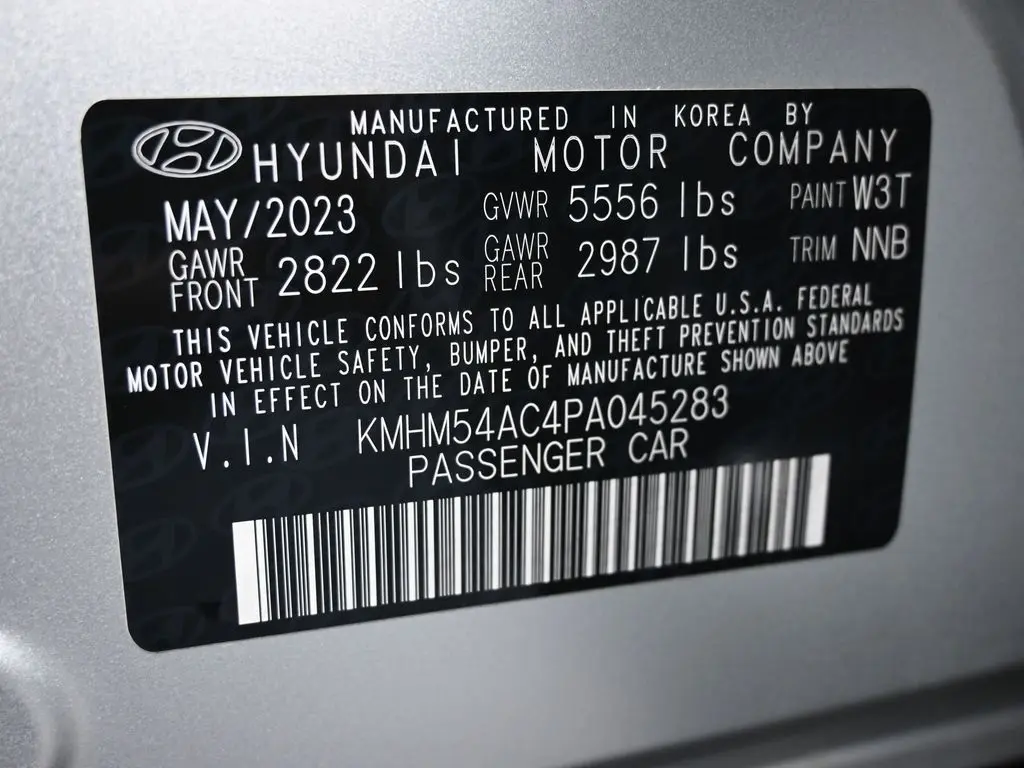 MANUFACTURED IN KOREA BY
HYUNDAI MOTOR COMPANY
MAY/2023 GVWR 5556 lbs PAINT W3T
GAWR FRONT 2822 lbs GAWR REAR 2987 lbs TRIM NNB
THIS VEHICLE CONFORMS TO ALL APPLICABLE U.S.A. FEDERAL
MOTOR VEHICLE SAFETY, BUMPER, AND THEFT PREVENTION STANDARDS
IN EFFECT ON THE DATE OF MANUFACTURE SHOWN ABOVE
V.I.N KMHM54AC4PA045283
PASSENGER CAR